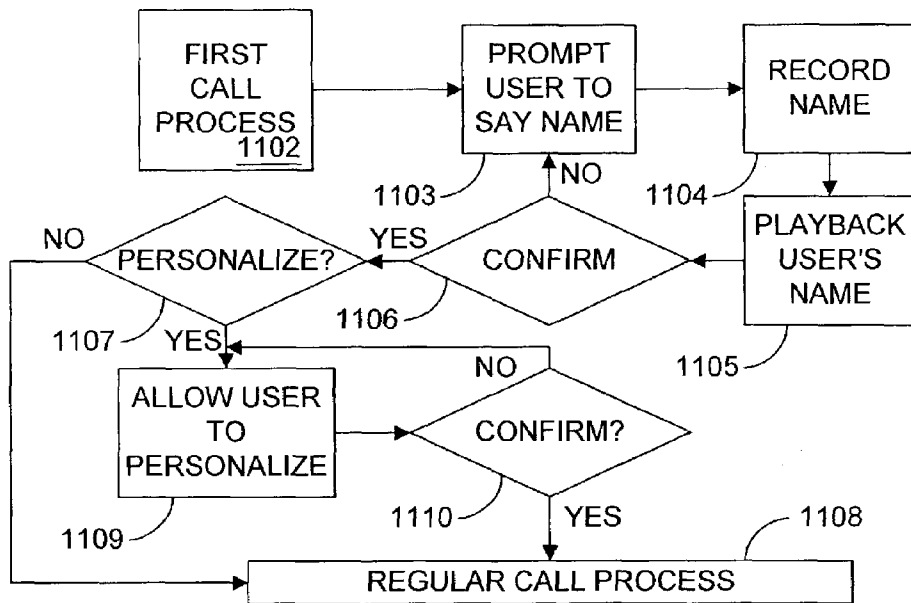 FIRST
CALL
PROCESS
1102
PROMPT
USER TO
SAY NAME
1103
RECORD
NAME
1104
PLAYBACK
USER'S
NAME
1105
CONFIRM
NO
YES
1106
PERSONALIZE?
NO
1107
YES
ALLOW USER
TO
PERSONALIZE
1109
CONFIRM?
NO
1110
YES
1108
REGULAR CALL PROCESS